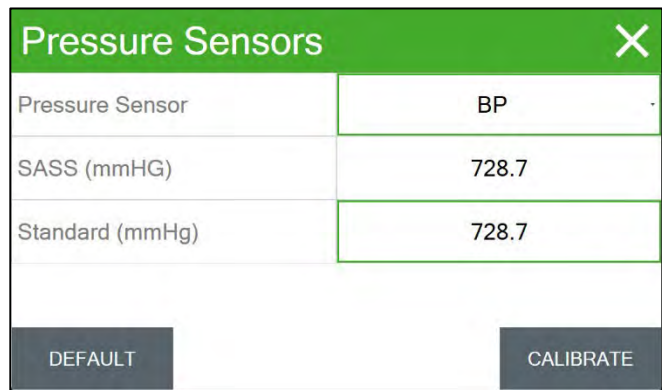 Pressure Sensors
Pressure Sensor BP
SASS (mmHG) 728.7
Standard (mmHg) 728.7
DEFAULT CALIBRATE